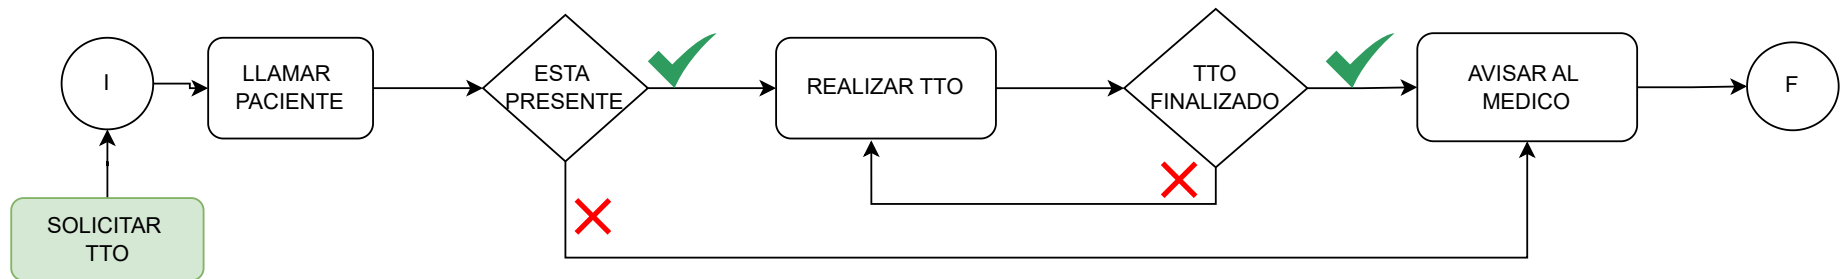 I
LLAMAR
PACIENTE
ESTA
PRESENTE
REALIZAR TTO
TTO
FINALIZADO
AVISAR AL
MEDICO
F
SOLICITAR
TTO